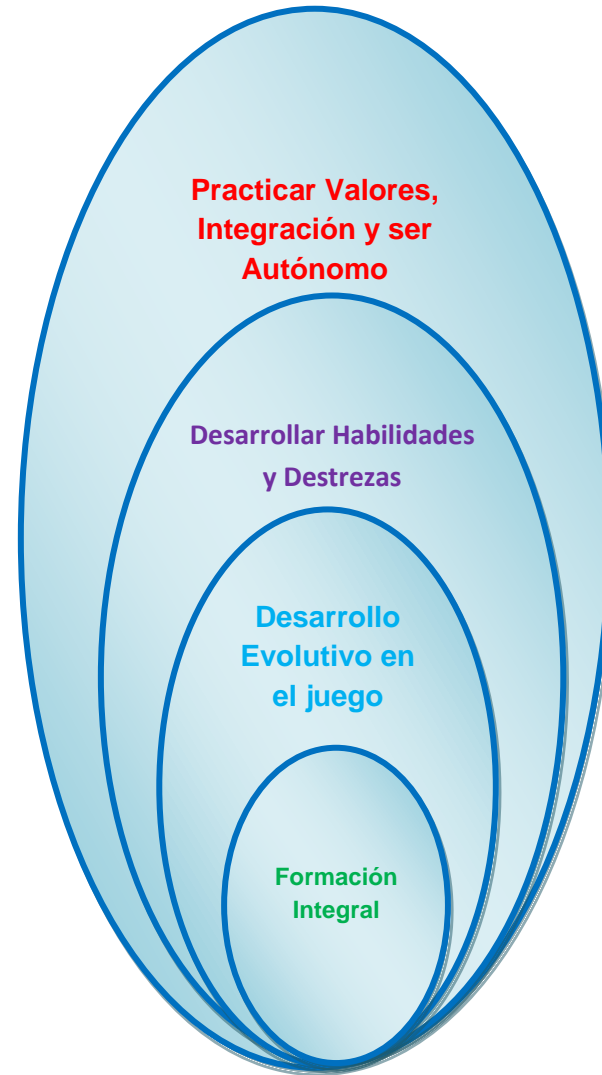 Practicar Valores,
Integración y ser
Autónomo
Desarrollar Habilidades
y Destrezas
Desarrollo
Evolutivo en
el juego
Formación
Integral